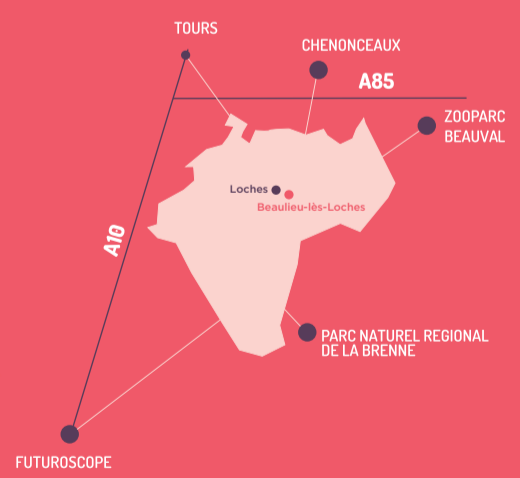 TOURS
CHENONCEAUX
A85
ZOOPARC
BEAUVAL
Loches
Beaulieu-lès-Loches
A10
PARC NATUREL REGIONAL
DE LA BRENNE
FUTUROSCOPE